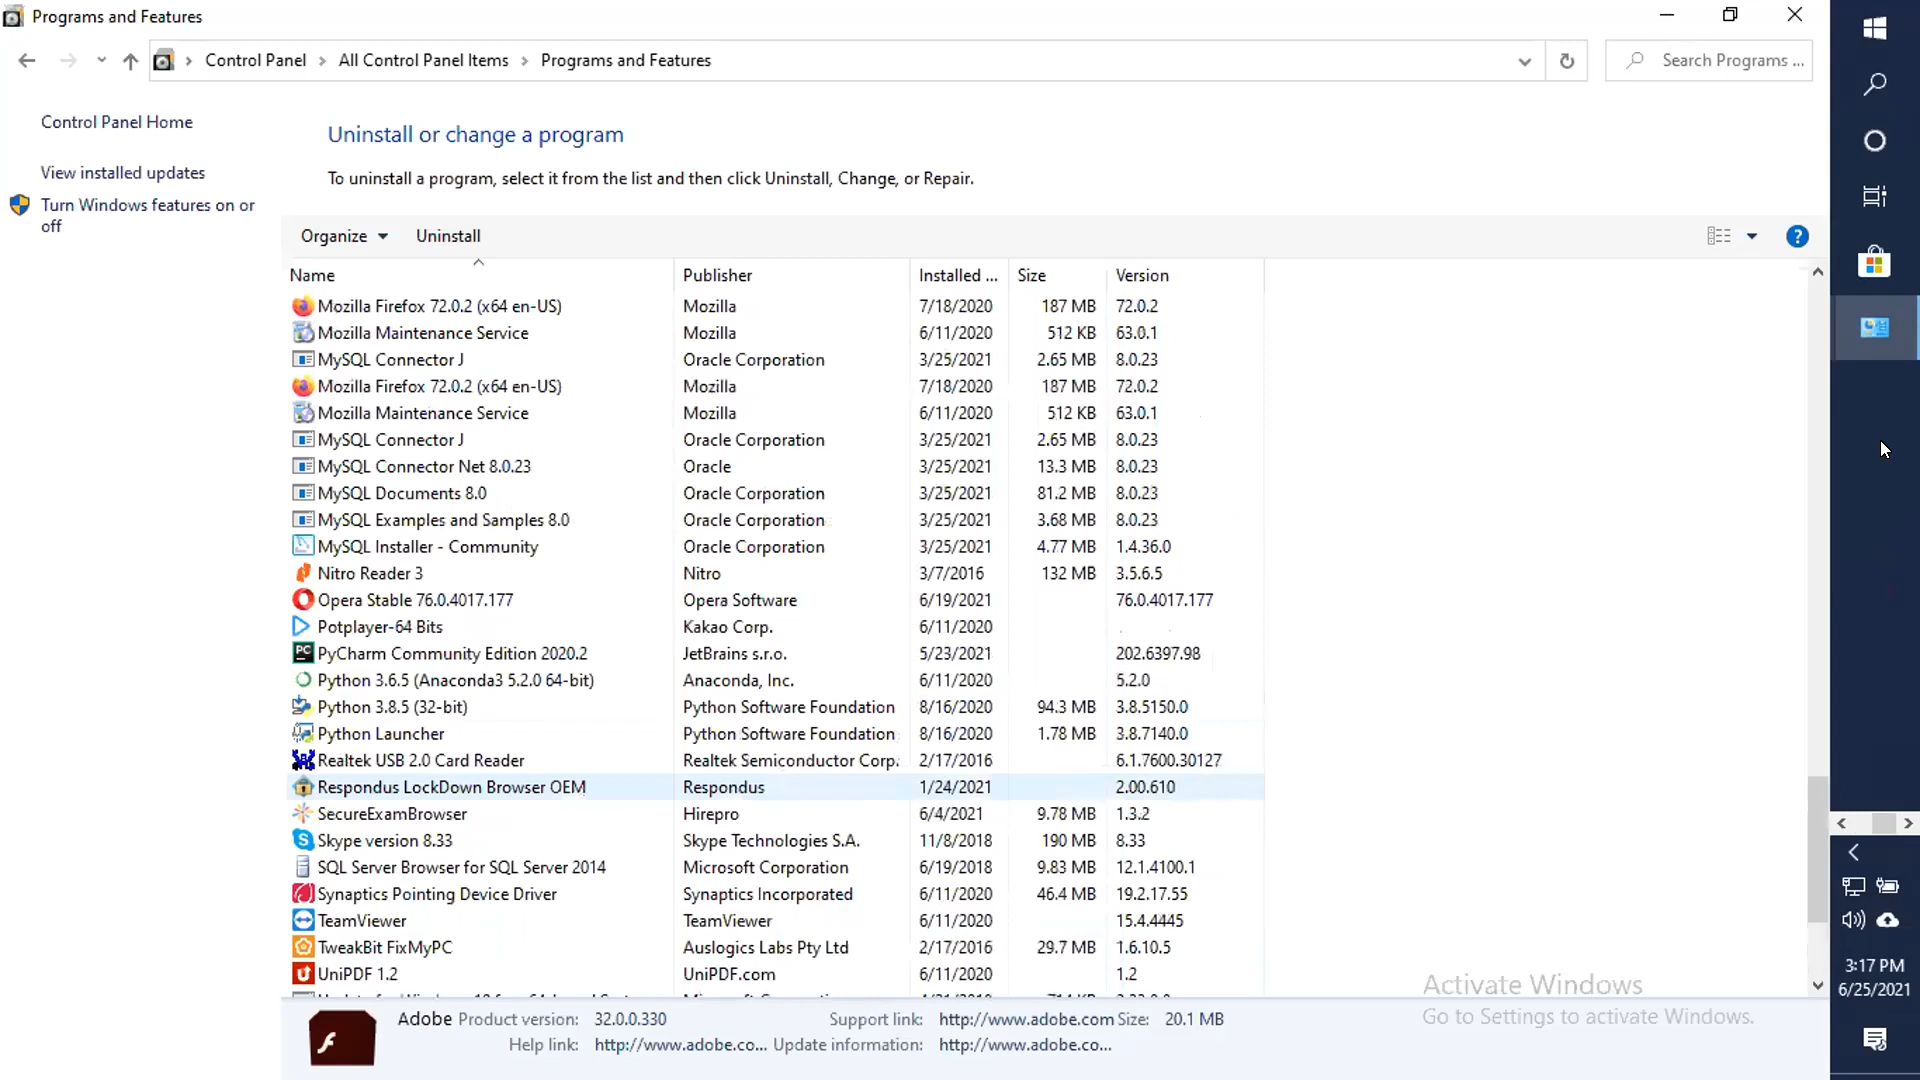 Programs and Features
Control Panel All Control Panel Items Programs and Features
Search Programs ...
Control Panel Home
View installed updates
Turn Windows features on or
off
Uninstall or change a program
To uninstall a program, select it from the list and then click Uninstall, Change, or Repair.
Organize Uninstall
Name Publisher Installed ... Size Version
Mozilla Firefox 72.0.2 (x64 en-US) Mozilla 7/18/2020 187 MB 72.0.2
Mozilla Maintenance Service Mozilla 6/11/2020 512 KB 63.0.1
MySQL Connector J Oracle Corporation 3/25/2021 2.65 MB 8.0.23
Mozilla Firefox 72.0.2 (x64 en-US) Mozilla 7/18/2020 187 MB 72.0.2
Mozilla Maintenance Service Mozilla 6/11/2020 512 KB 63.0.1
MySQL Connector J Oracle Corporation 3/25/2021 2.65 MB 8.0.23
MySQL Connector Net 8.0.23 Oracle 3/25/2021 13.3 MB 8.0.23
MySQL Documents 8.0 Oracle Corporation 3/25/2021 81.2 MB 8.0.23
MySQL Examples and Samples 8.0 Oracle Corporation 3/25/2021 3.68 MB 8.0.23
MySQL Installer - Community Oracle Corporation 3/25/2021 4.77 MB 1.4.36.0
Nitro Reader 3 Nitro 3/7/2016 132 MB 3.5.6.5
Opera Stable 76.0.4017.177 Opera Software 6/19/2021 76.0.4017.177
Potplayer-64 Bits Kakao Corp. 6/11/2020
PyCharm Community Edition 2020.2 JetBrains s.r.o. 5/23/2021 202.6397.98
Python 3.6.5 (Anaconda3 5.2.0 64-bit) Anaconda, Inc. 6/11/2020 5.2.0
Python 3.8.5 (32-bit) Python Software Foundation 8/16/2020 94.3 MB 3.8.5150.0
Python Launcher Python Software Foundation 8/16/2020 1.78 MB 3.8.7140.0
Realtek USB 2.0 Card Reader Realtek Semiconductor Corp. 2/17/2016 6.1.7600.30127
Respondus LockDown Browser OEM Respondus 1/24/2021 2.00.610
SecureExamBrowser Hirepro 6/4/2021 9.78 MB 1.3.2
Skype version 8.33 Skype Technologies S.A. 11/8/2018 190 MB 8.33
SQL Server Browser for SQL Server 2014 Microsoft Corporation 6/19/2018 9.83 MB 12.1.4100.1
Synaptics Pointing Device Driver Synaptics Incorporated 6/11/2020 46.4 MB 19.2.17.55
TeamViewer TeamViewer 6/11/2020 15.4.4445
TweakBit FixMyPC Auslogics Labs Pty Ltd 2/17/2016 29.7 MB 1.6.10.5
UniPDF 1.2 UniPDF.com 6/11/2020 1.2
Adobe Product version: 32.0.0.330 Support link: http://www.adobe.com Size: 20.1 MB
Help link: http://www.adobe.co... Update information: http://www.adobe.co...
Activate Windows
Go to Settings to activate Windows.
3:17 PM
6/25/2021